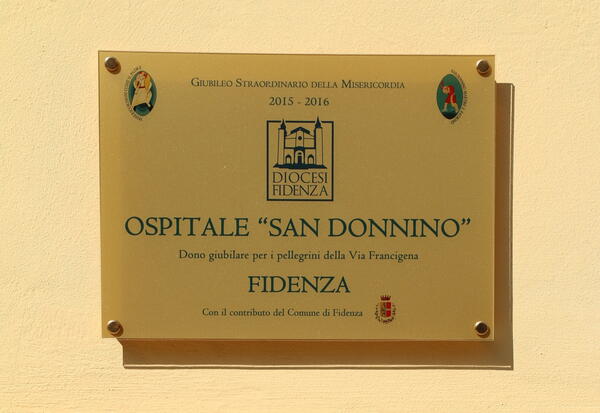 GIUBILEO STRAORDINARIO DELLA MISERICORDIA
2015 - 2016
DIOCESI
FIDENZA
OSPITALE “SAN DONNINO”
Dono giubilare per i pellegrini della Via Francigena
FIDENZA
Con il contributo del Comune di Fidenza